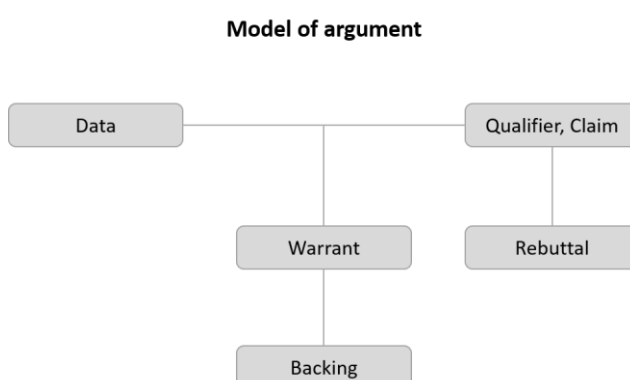 Model of argument
Data
Qualifier, Claim
Warrant
Rebuttal
Backing